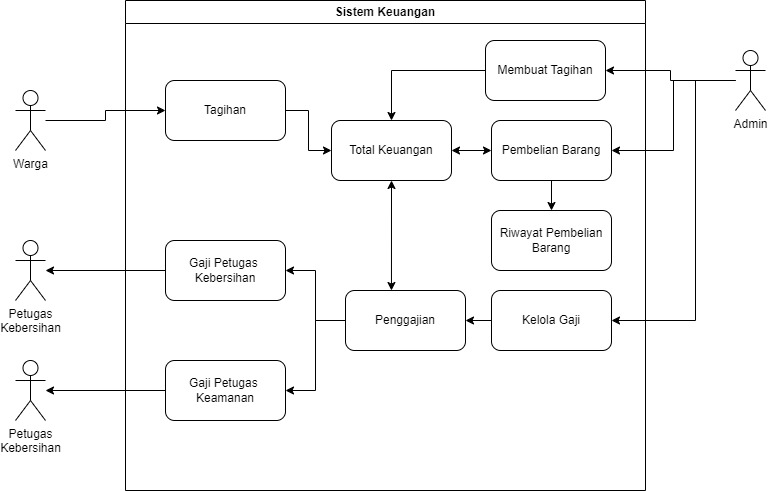 Sistem Keuangan
Membuat Tagihan
Admin
Tagihan
Warga
Total Keuangan
Pembelian Barang
Riwayat Pembelian
Barang
Gaji Petugas
Kebersihan
Petugas
Kebersihan
Penggajian
Kelola Gaji
Gaji Petugas
Keamanan
Petugas
Kebersihan